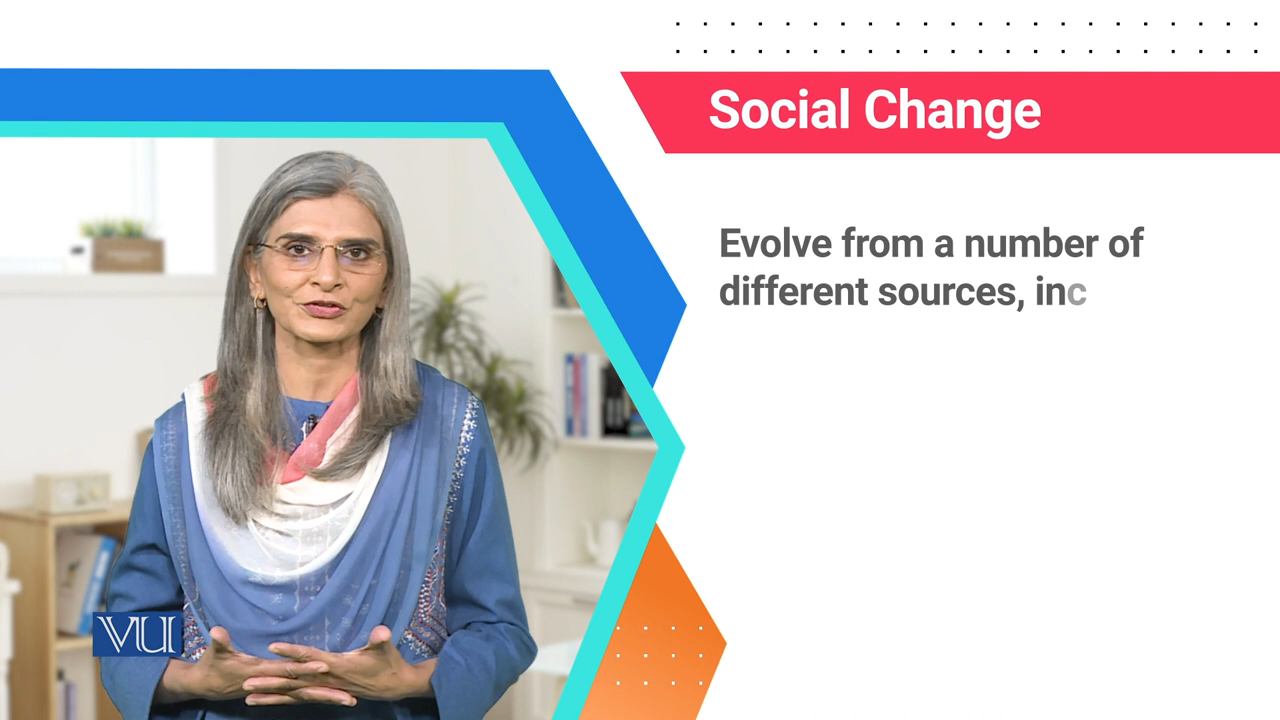 Social Change
Evolve from a number of
different sources, inc
VU